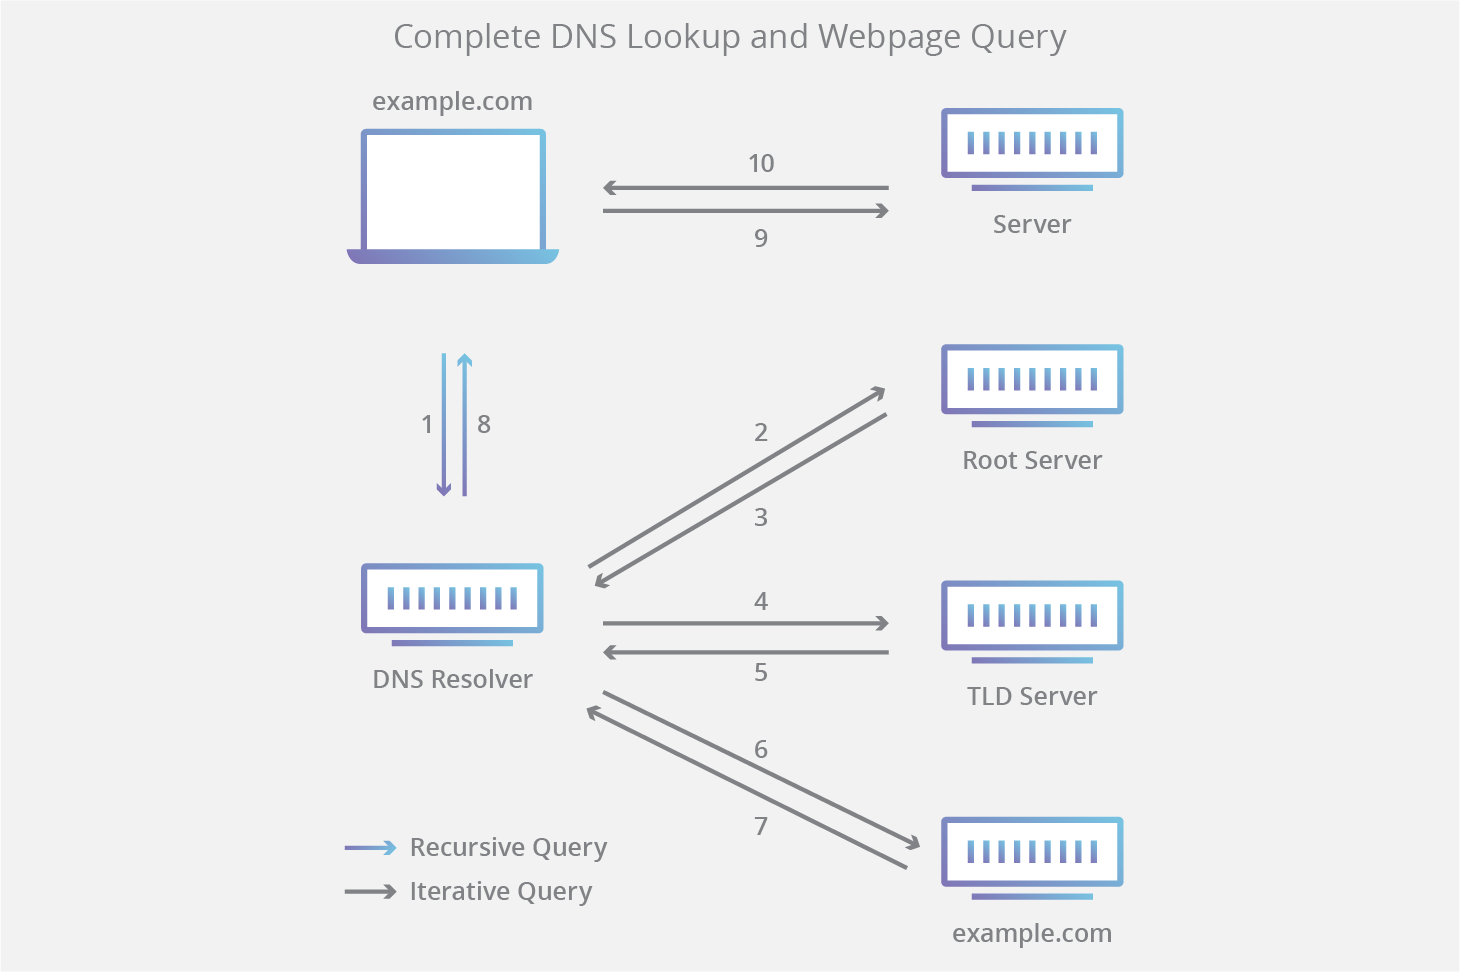 Complete DNS Lookup and Webpage Query
example.com
10
9
Server
1
8
2
3
Root Server
DNS Resolver
4
5
TLD Server
6
7
example.com
Recursive Query
Iterative Query